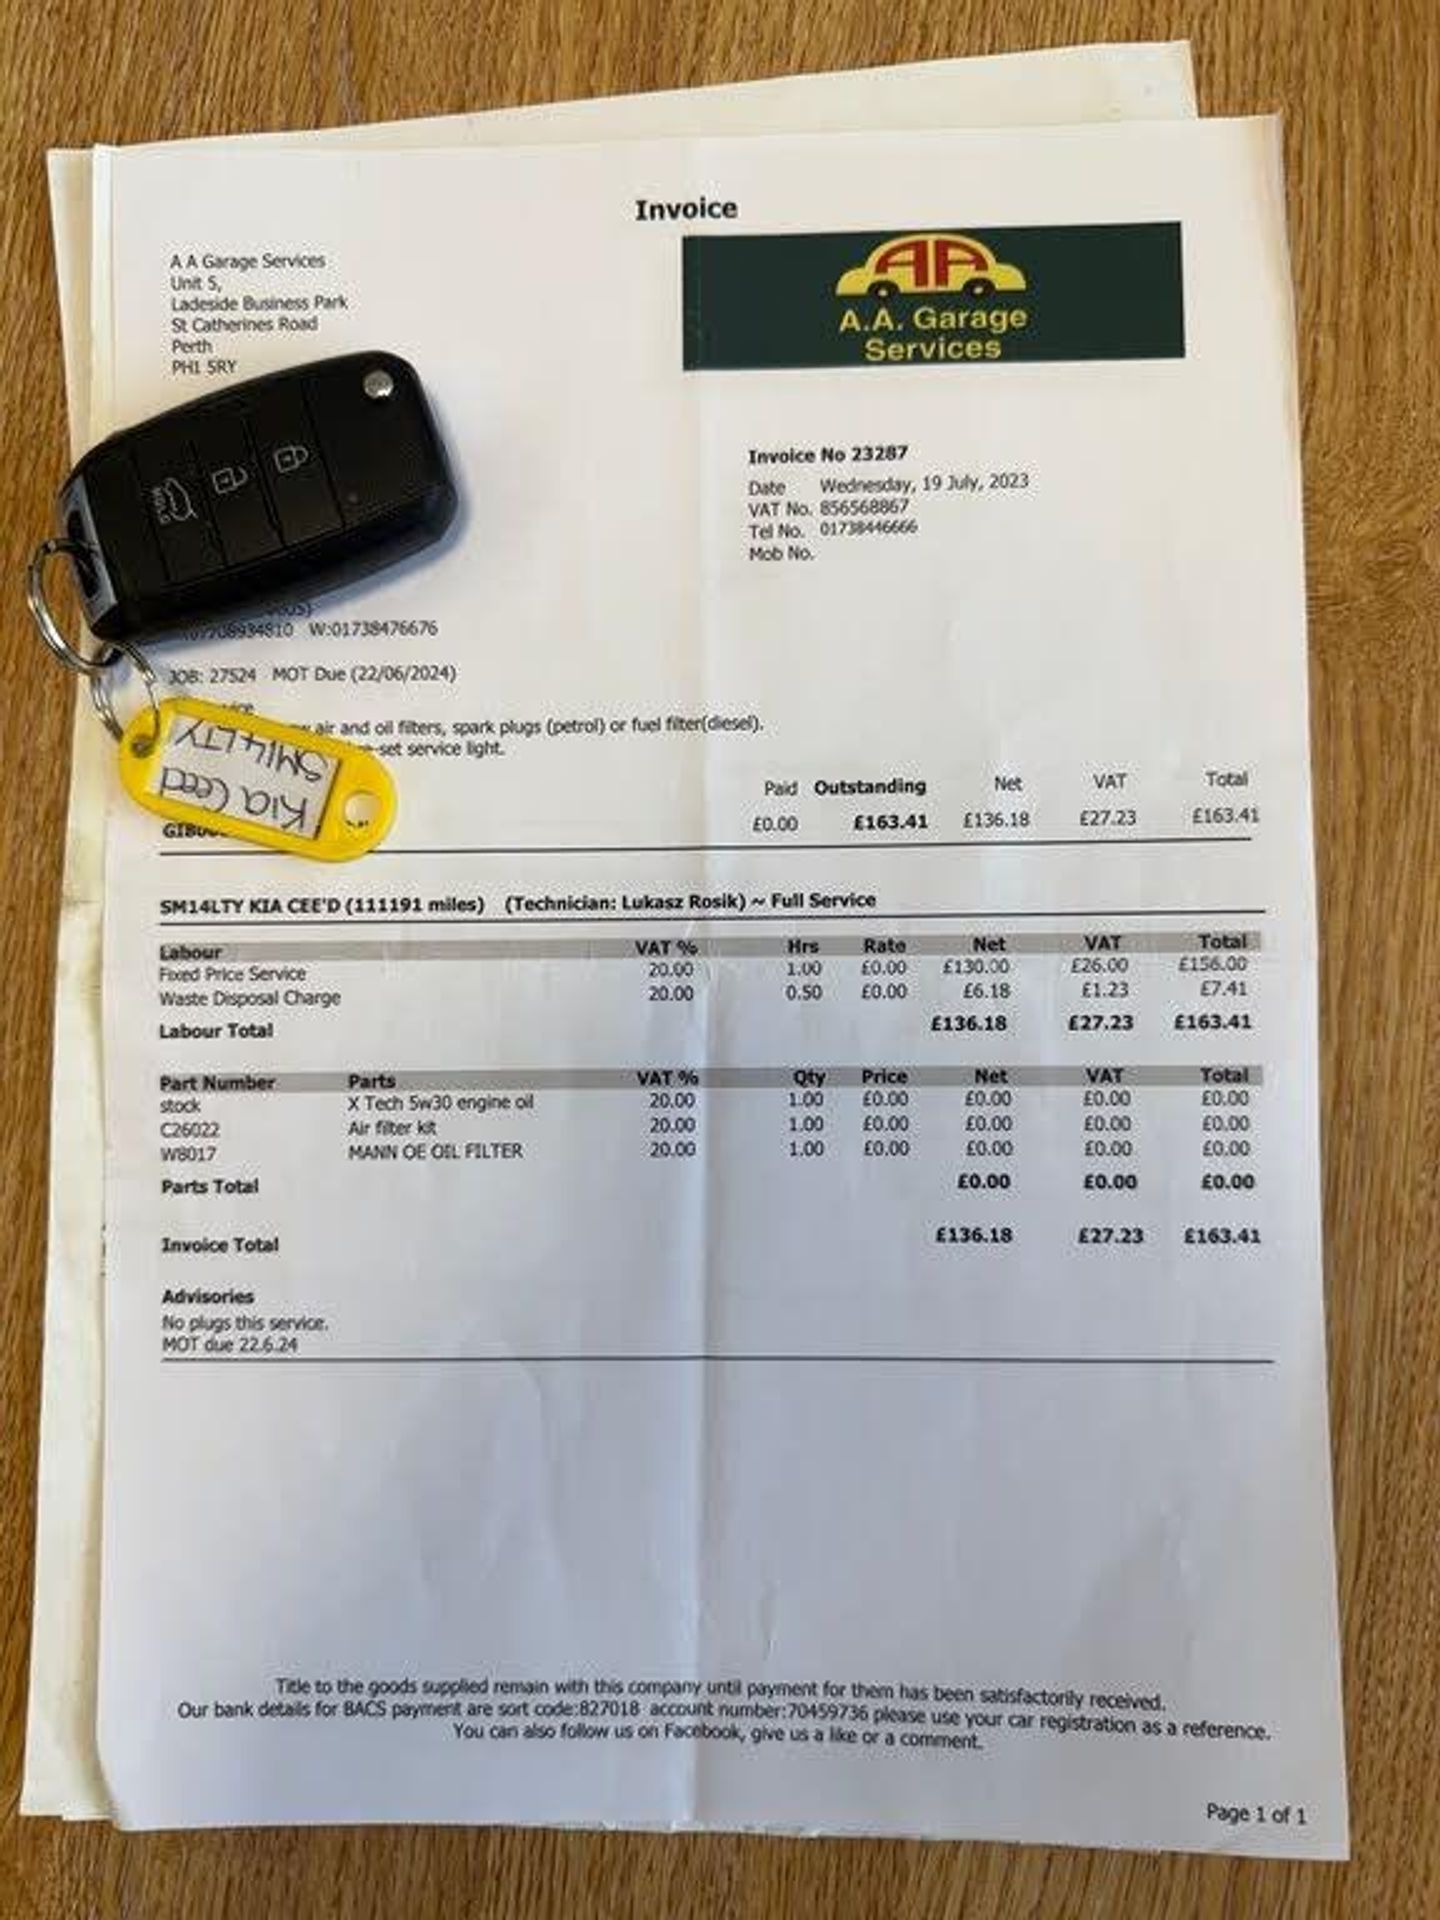 Invoice
A A Garage Services
Unit 5,
Ladeside Business Park
St Catherines Road
Perth
PH1 5RY
AA
A.A. Garage
Services
Invoice No 23287
Date Wednesday, 19 July, 2023
VAT No. 856568867
Tel No. 01738446666
Mob No.
W:01738476676
JOB: 27524 MOT Due (22/06/2024)
air and oil filters, spark plugs (petrol) or fuel filter(diesel).
service light.
KIA Ceed
SM14LTY
Paid Outstanding Net VAT Total
£0.00 £163.41 £136.18 £27.23 £163.41
SM14LTY KIA CEE'D (111191 miles) (Technician: Lukasz Rosik) ~ Full Service
Labour VAT % Hrs Rate Net VAT Total
Fixed Price Service 20.00 1.00 £0.00 £130.00 £26.00 £156.00
Waste Disposal Charge 20.00 0.50 £0.00 £6.18 £1.23 £7.41
Labour Total £136.18 £27.23 £163.41
Part Number Parts VAT % Qty Price Net VAT Total
stock X Tech 5w30 engine oil 20.00 1.00 £0.00 £0.00 £0.00 £0.00
C26022 Air filter kit 20.00 1.00 £0.00 £0.00 £0.00 £0.00
W8017 MANN OE OIL FILTER 20.00 1.00 £0.00 £0.00 £0.00 £0.00
Parts Total £0.00 £0.00 £0.00
Invoice Total £136.18 £27.23 £163.41
Advisories
No plugs this service.
MOT due 22.6.24
Title to the goods supplied remain with this company until payment for them has been satisfactorily received.
Our bank details for BACS payment are sort code:827018 account number:70459736 please use your car registration as a reference.
You can also follow us on Facebook, give us a like or a comment.
Page 1 of 1